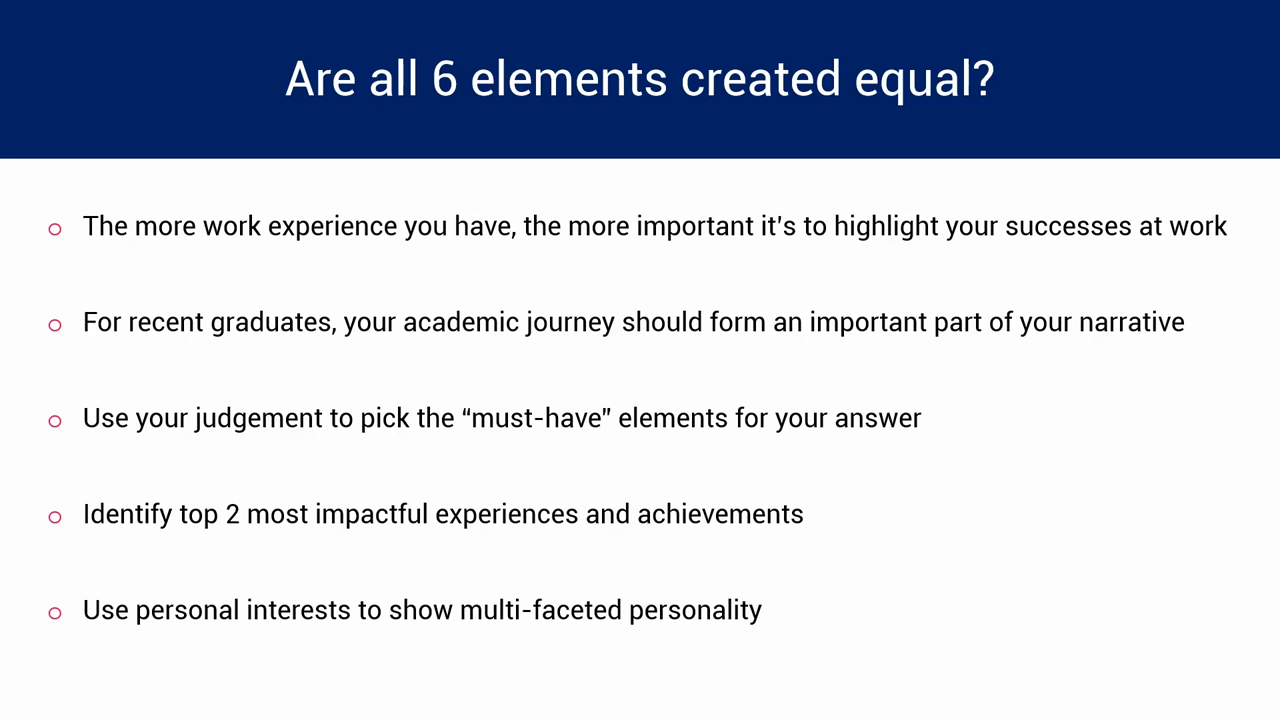 Are all 6 elements created equal?
The more work experience you have, the more important it's to highlight your successes at work
For recent graduates, your academic journey should form an important part of your narrative
Use your judgement to pick the “must-have” elements for your answer
Identify top 2 most impactful experiences and achievements
Use personal interests to show multi-faceted personality